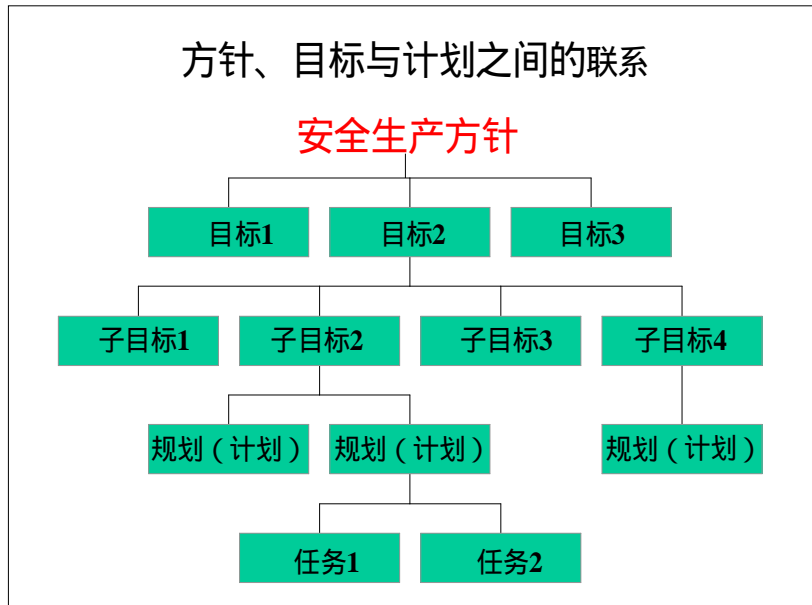 方针、目标与计划之间的联系
安全生产方针
目标1 目标2 目标3
子目标1 子目标2 子目标3 子目标4
规划（计划） 规划（计划） 规划（计划）
任务1 任务2